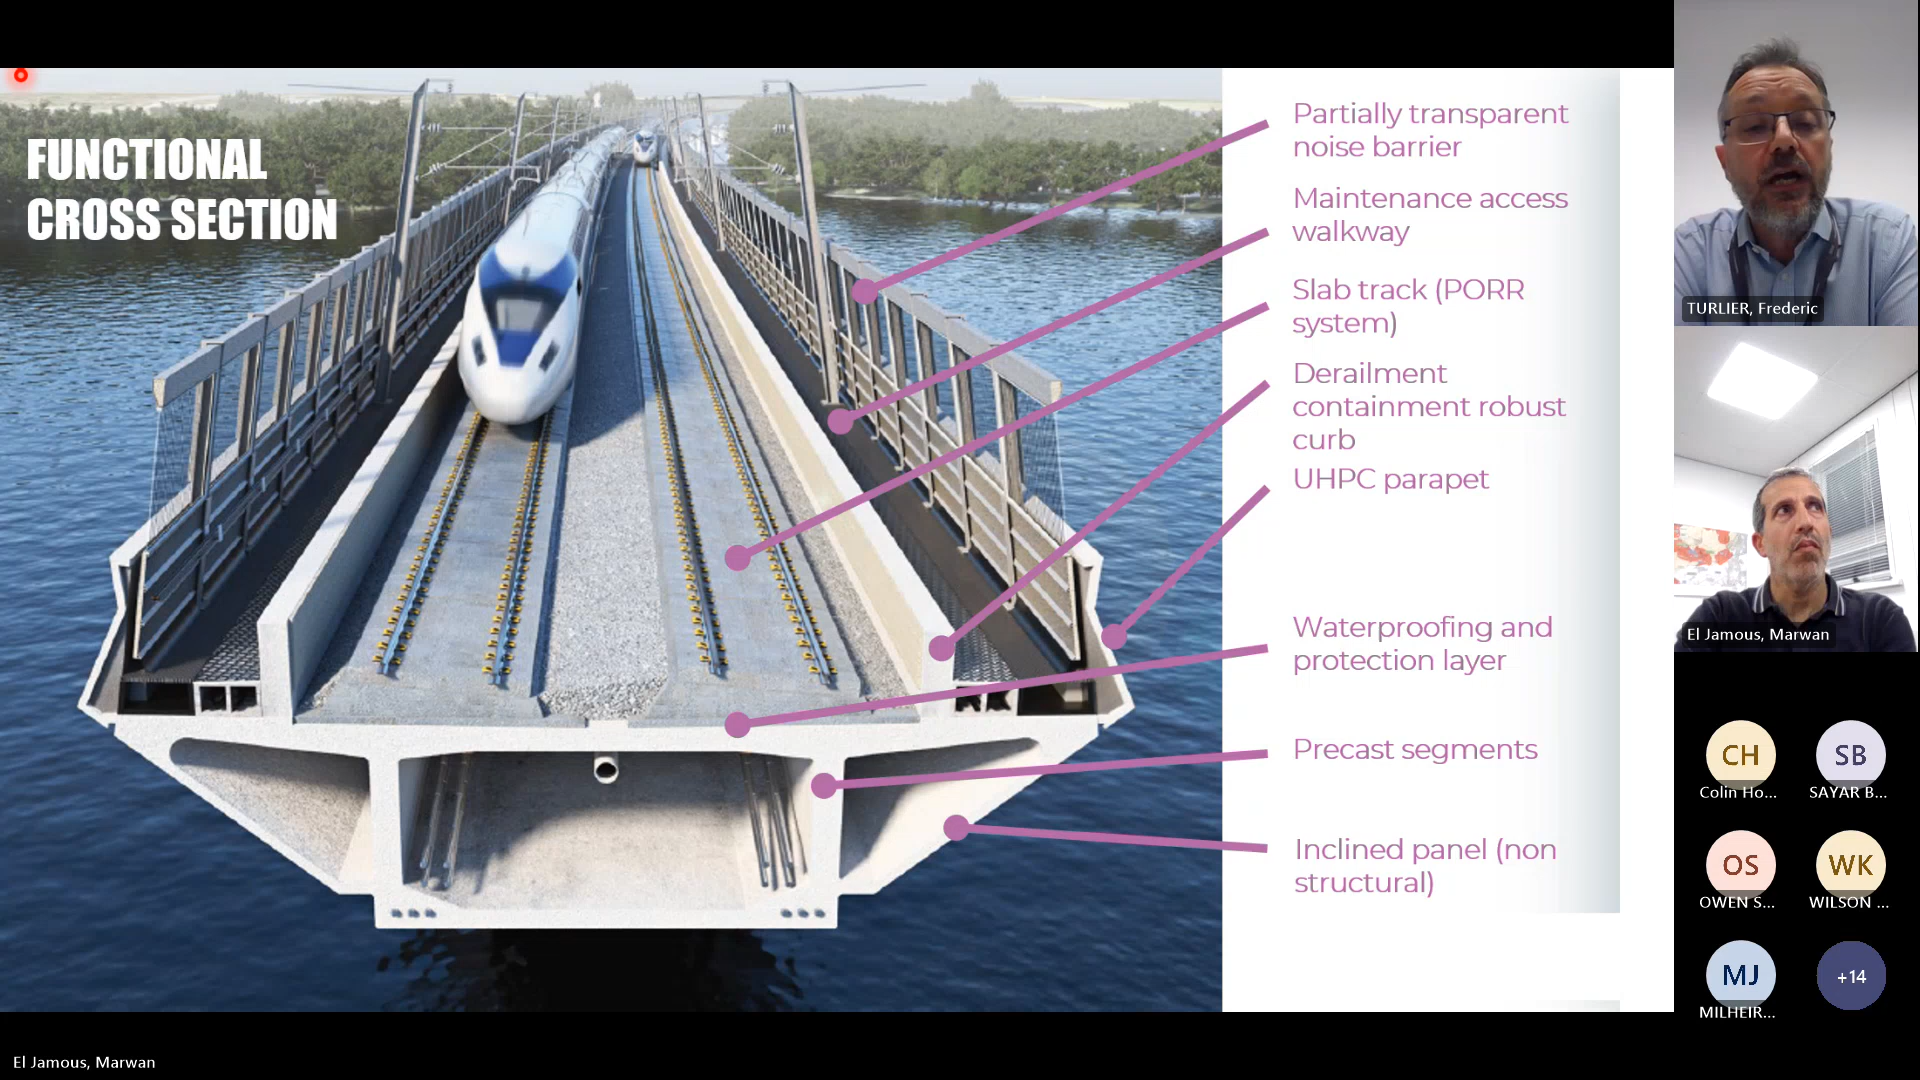 FUNCTIONAL
CROSS SECTION
Partially transparent
noise barrier
Maintenance access
walkway
Slab track (PORR
system)
Derailment
containment robust
curb
UHPC parapet
Waterproofing and
protection layer
Precast segments
Inclined panel (non
structural)
TURLIER, Frederic
El Jamous, Marwan
CH
Colin Ho...
SB
SAYAR B...
OS
OWEN S...
WK
WILSON ...
MJ
MILHEIR...
+14
El Jamous, Marwan